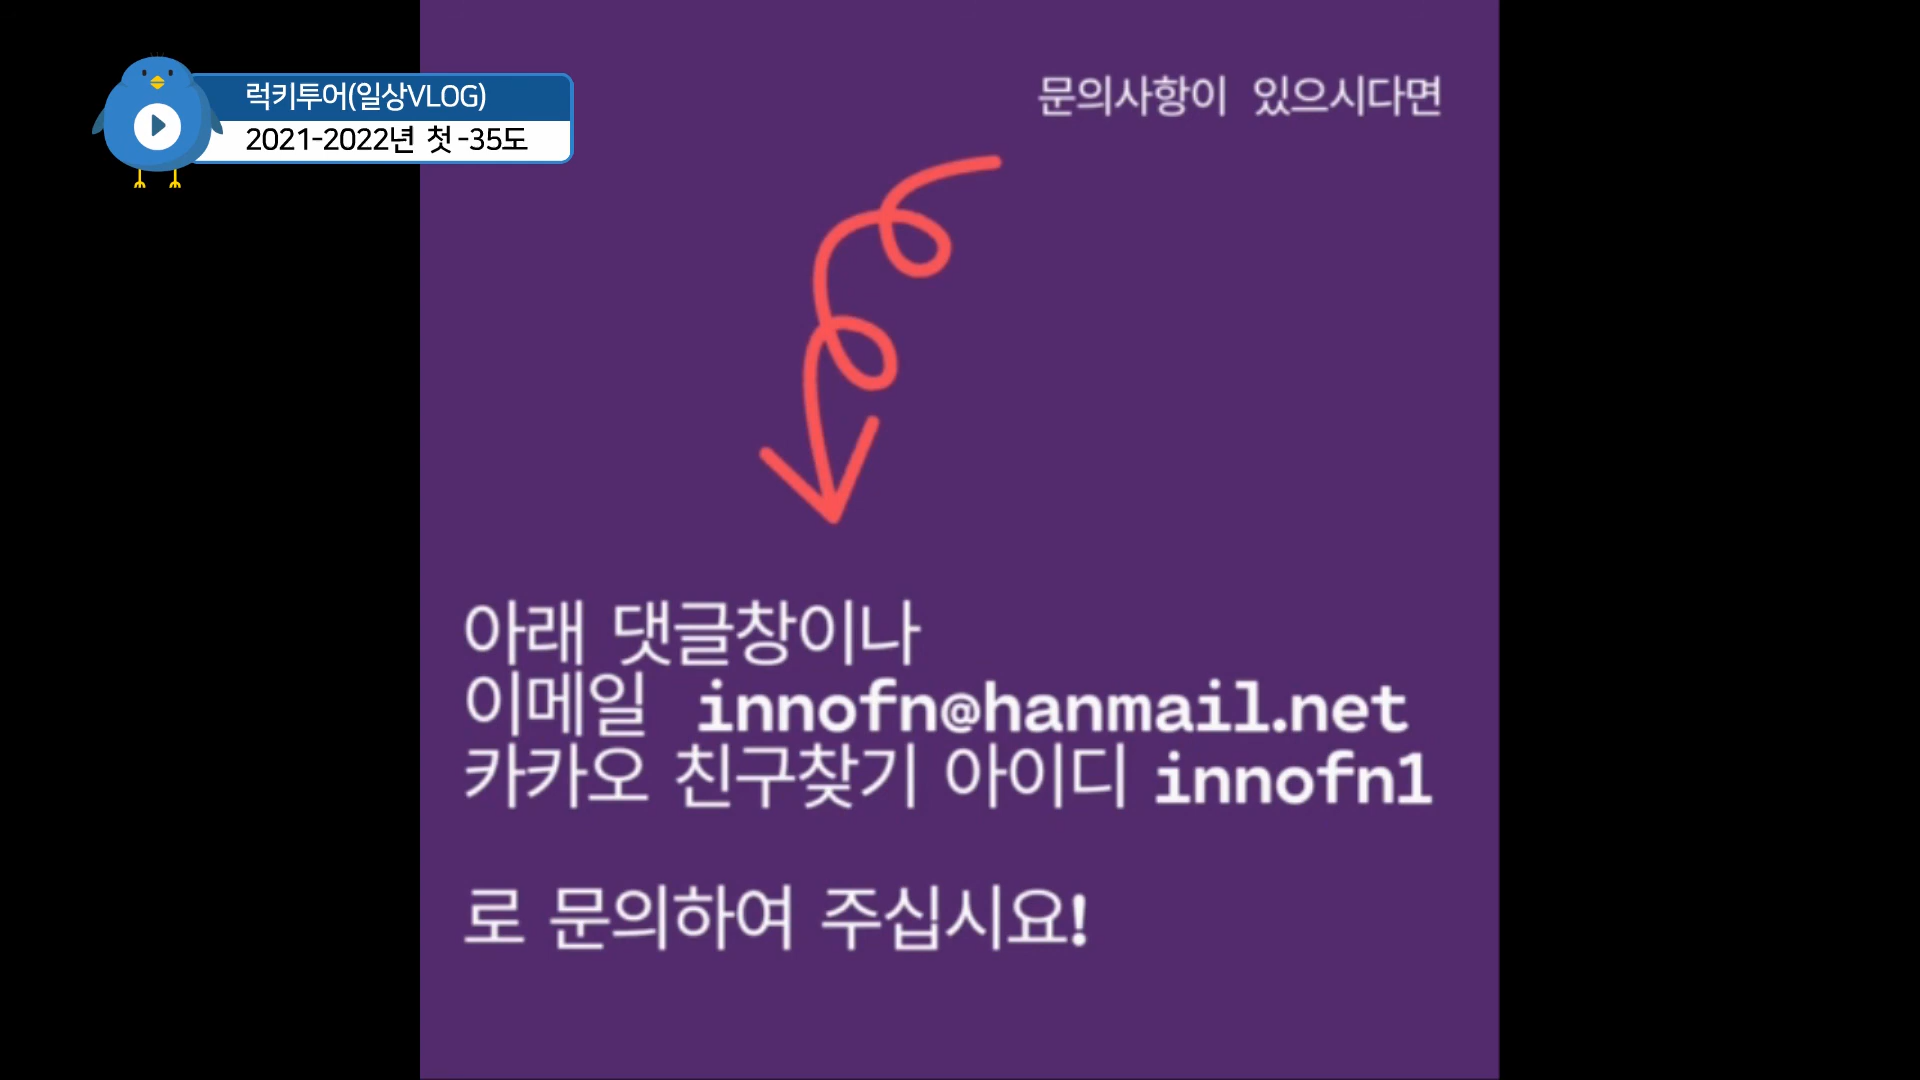 럭키투어(일상VLOG)
2021-2022년 첫 -35도
문의사항이 있으시다면
아래 댓글창이나
이메일 innofn@hanmail.net
카카오 친구찾기 아이디 innofn1
로 문의하여 주십시요!